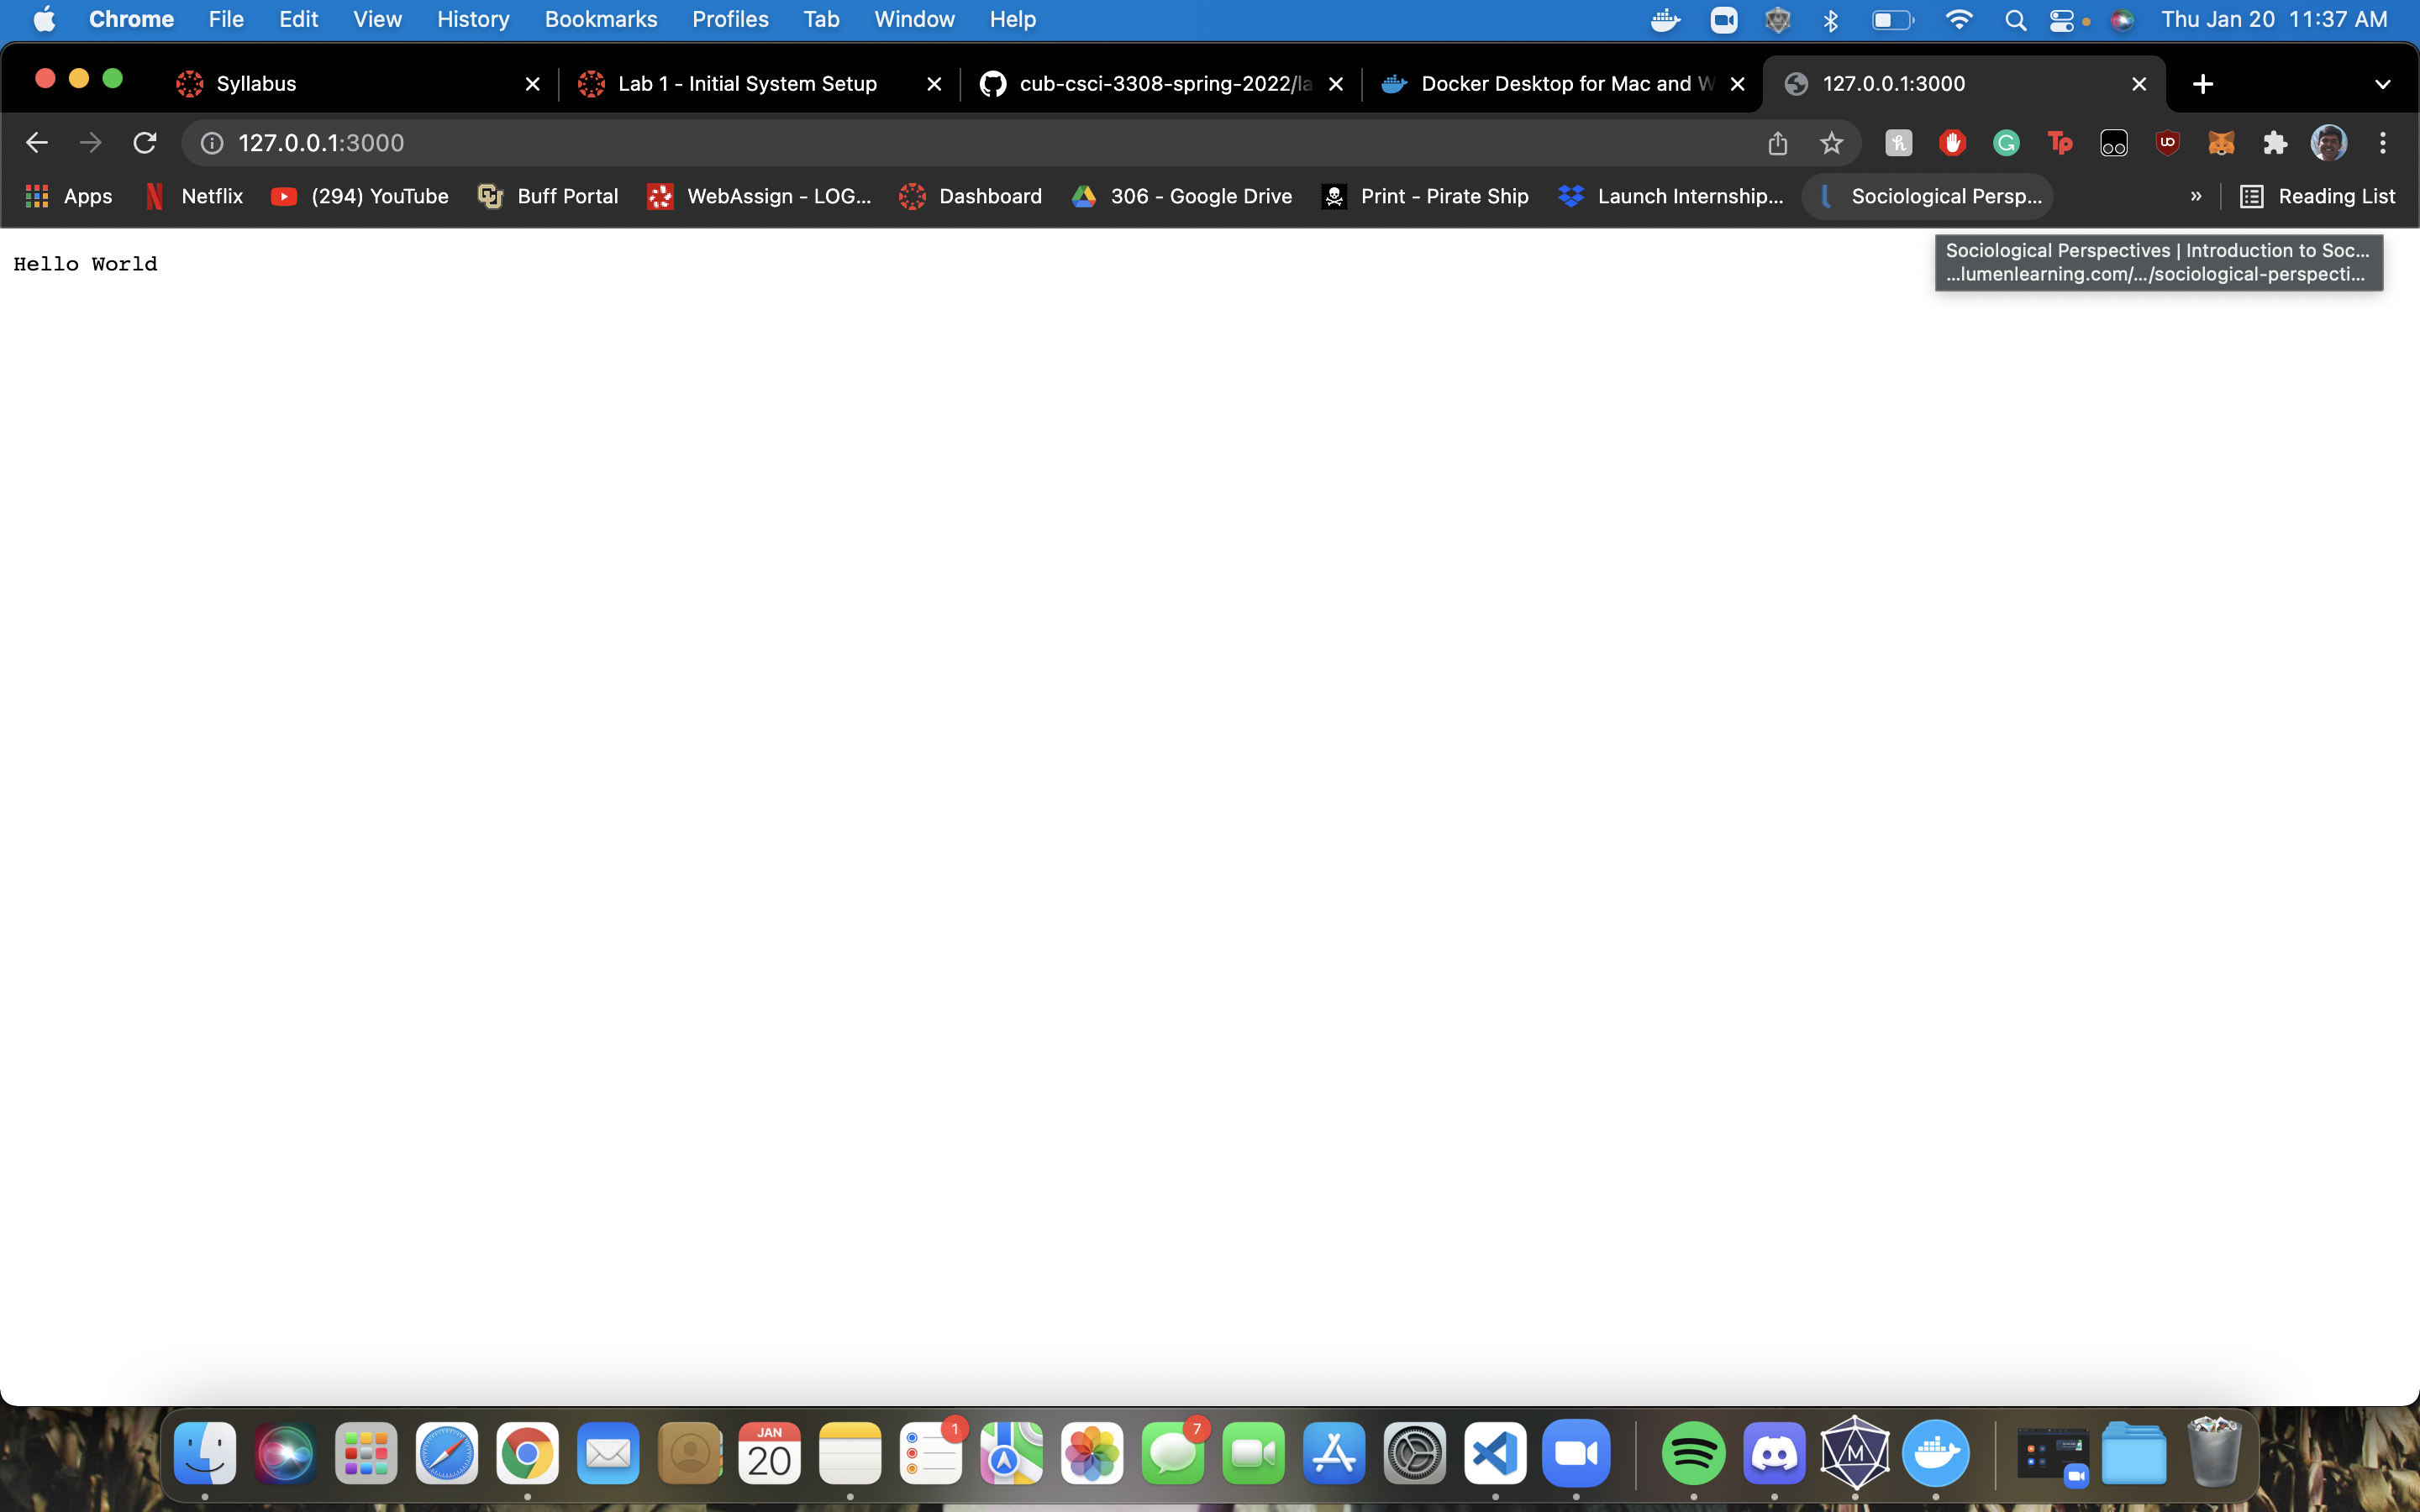 Chrome File Edit View History Bookmarks Profiles Tab Window Help Thu Jan 20 11:37 AM
Syllabus Lab 1 - Initial System Setup cub-csci-3308-spring-2022/la Docker Desktop for Mac and W 127.0.0.1:3000
127.0.0.1:3000
Apps Netflix (294) YouTube Buff Portal WebAssign - LOG... Dashboard 306 - Google Drive Print - Pirate Ship Launch Internship... Sociological Persp... » Reading List
Sociological Perspectives | Introduction to Soc...
...lumenlearning.com/.../sociological-perspecti...
Hello World
JAN
20
1
7